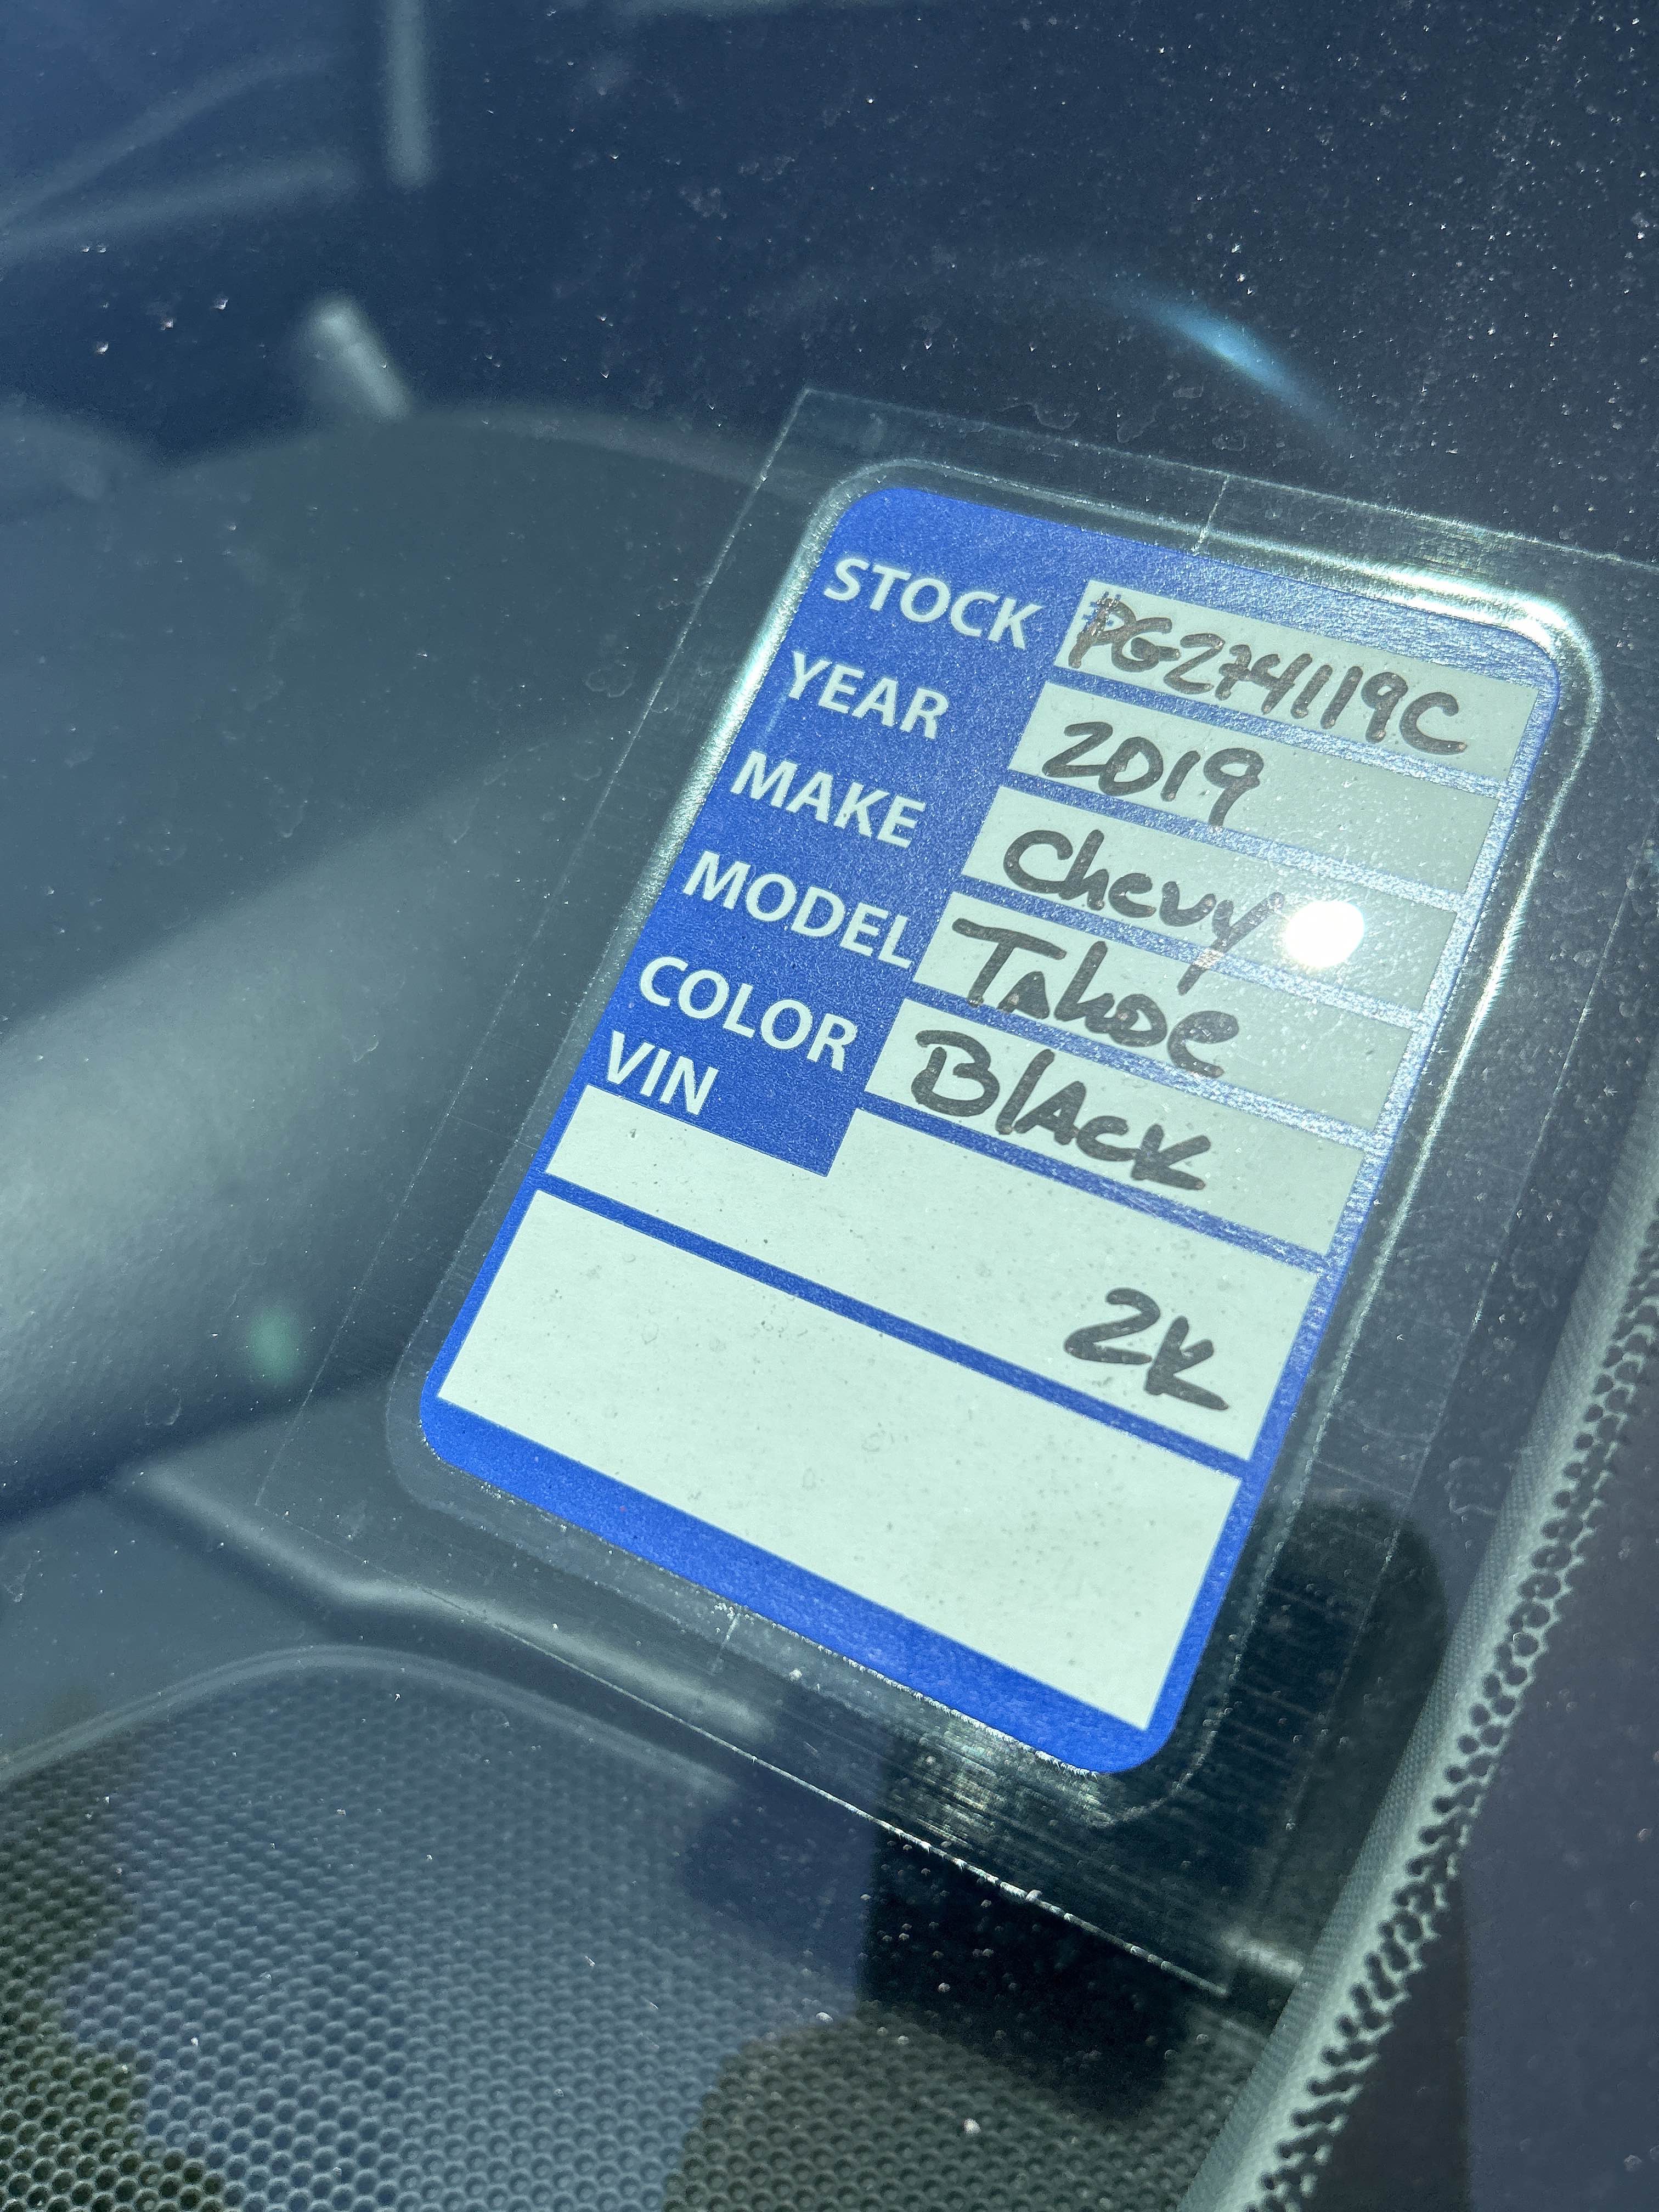 STOCK #PG274119C
YEAR 2019
MAKE Chevy
MODEL Tahoe
COLOR Black
VIN
2K